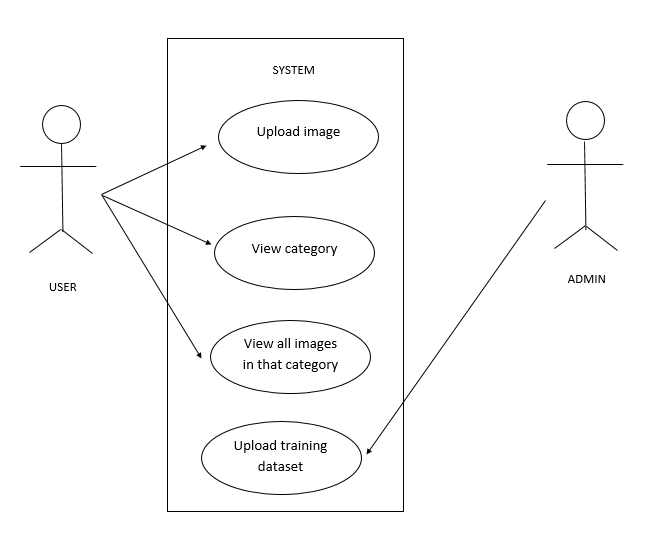 SYSTEM
Upload image
View category
USER
ADMIN
View all images
in that category
Upload training
dataset